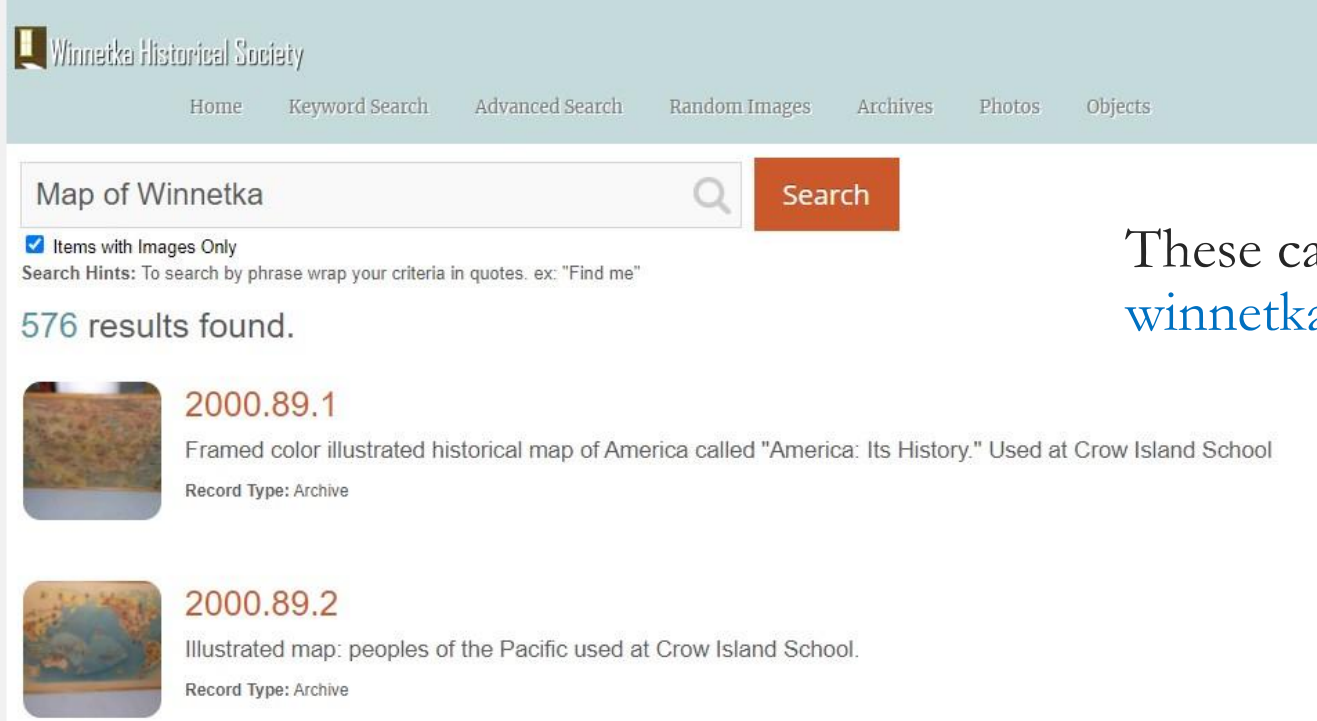 Winnetka Historical Society
Home Keyword Search Advanced Search Random Images Archives Photos Objects
Map of Winnetka
Search
Items with Images Only
Search Hints: To search by phrase wrap your criteria in quotes. ex: "Find me"
576 results found.
These ca
winnetka
2000.89.1
Framed color illustrated historical map of America called "America: Its History." Used at Crow Island School
Record Type: Archive
2000.89.2
Illustrated map: peoples of the Pacific used at Crow Island School.
Record Type: Archive